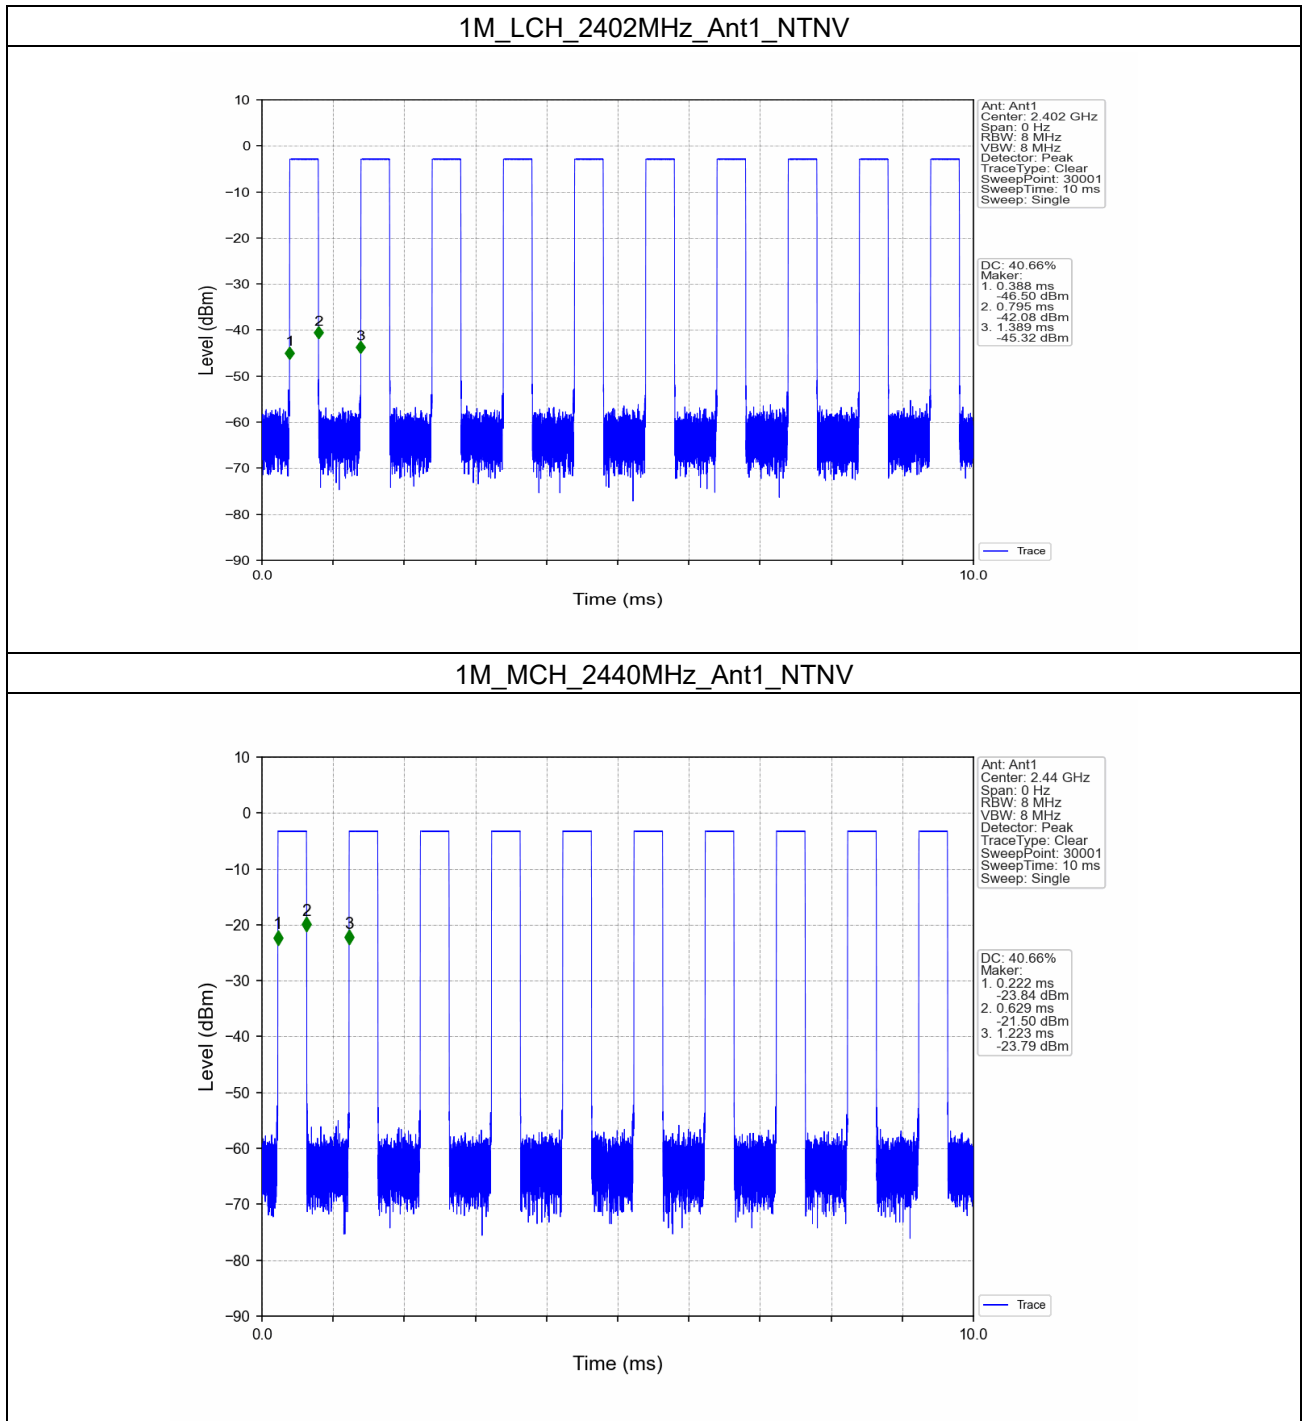 1M_LCH_2402MHz_Ant1_NTNV
10
0
−10
−20
−30
−40
−50
−60
−70
−80
−90
Level (dBm)
1
2
3
0.0
10.0
Time (ms)
Ant: Ant1
Center: 2.402 GHz
Span: 0 Hz
RBW: 8 MHz
VBW: 8 MHz
Detector: Peak
TraceType: Clear
SweepPoint: 30001
SweepTime: 10 ms
Sweep: Single
DC: 40.66%
Maker:
1. 0.388 ms
-46.50 dBm
2. 0.795 ms
-42.08 dBm
3. 1.389 ms
-45.32 dBm
Trace
1M_MCH_2440MHz_Ant1_NTNV
10
0
−10
−20
−30
−40
−50
−60
−70
−80
−90
Level (dBm)
1
2
3
0.0
10.0
Time (ms)
Ant: Ant1
Center: 2.44 GHz
Span: 0 Hz
RBW: 8 MHz
VBW: 8 MHz
Detector: Peak
TraceType: Clear
SweepPoint: 30001
SweepTime: 10 ms
Sweep: Single
DC: 40.66%
Maker:
1. 0.222 ms
-23.84 dBm
2. 0.629 ms
-21.50 dBm
3. 1.223 ms
-23.79 dBm
Trace